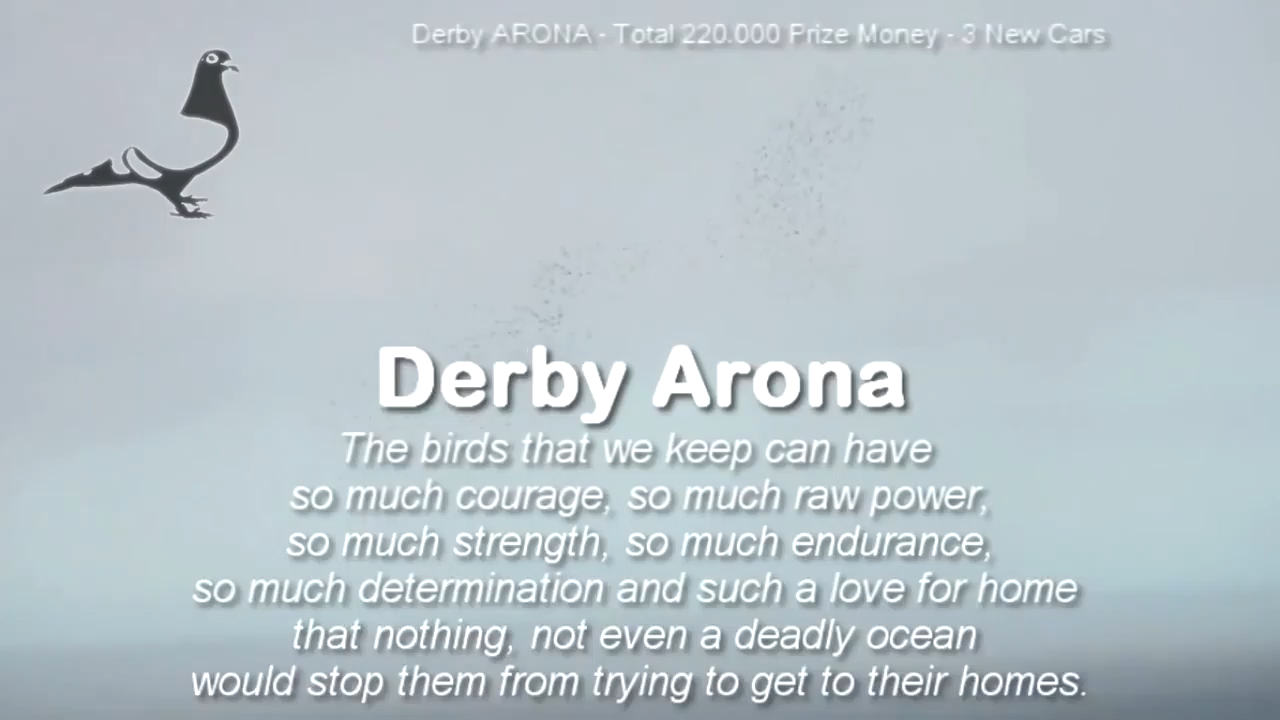 Derby ARONA - Total 220.000 Prize Money - 3 New Cars
Derby Arona
The birds that we keep can have
so much courage, so much raw power,
so much strength, so much endurance,
so much determination and such a love for home
that nothing, not even a deadly ocean
would stop them from trying to get to their homes.